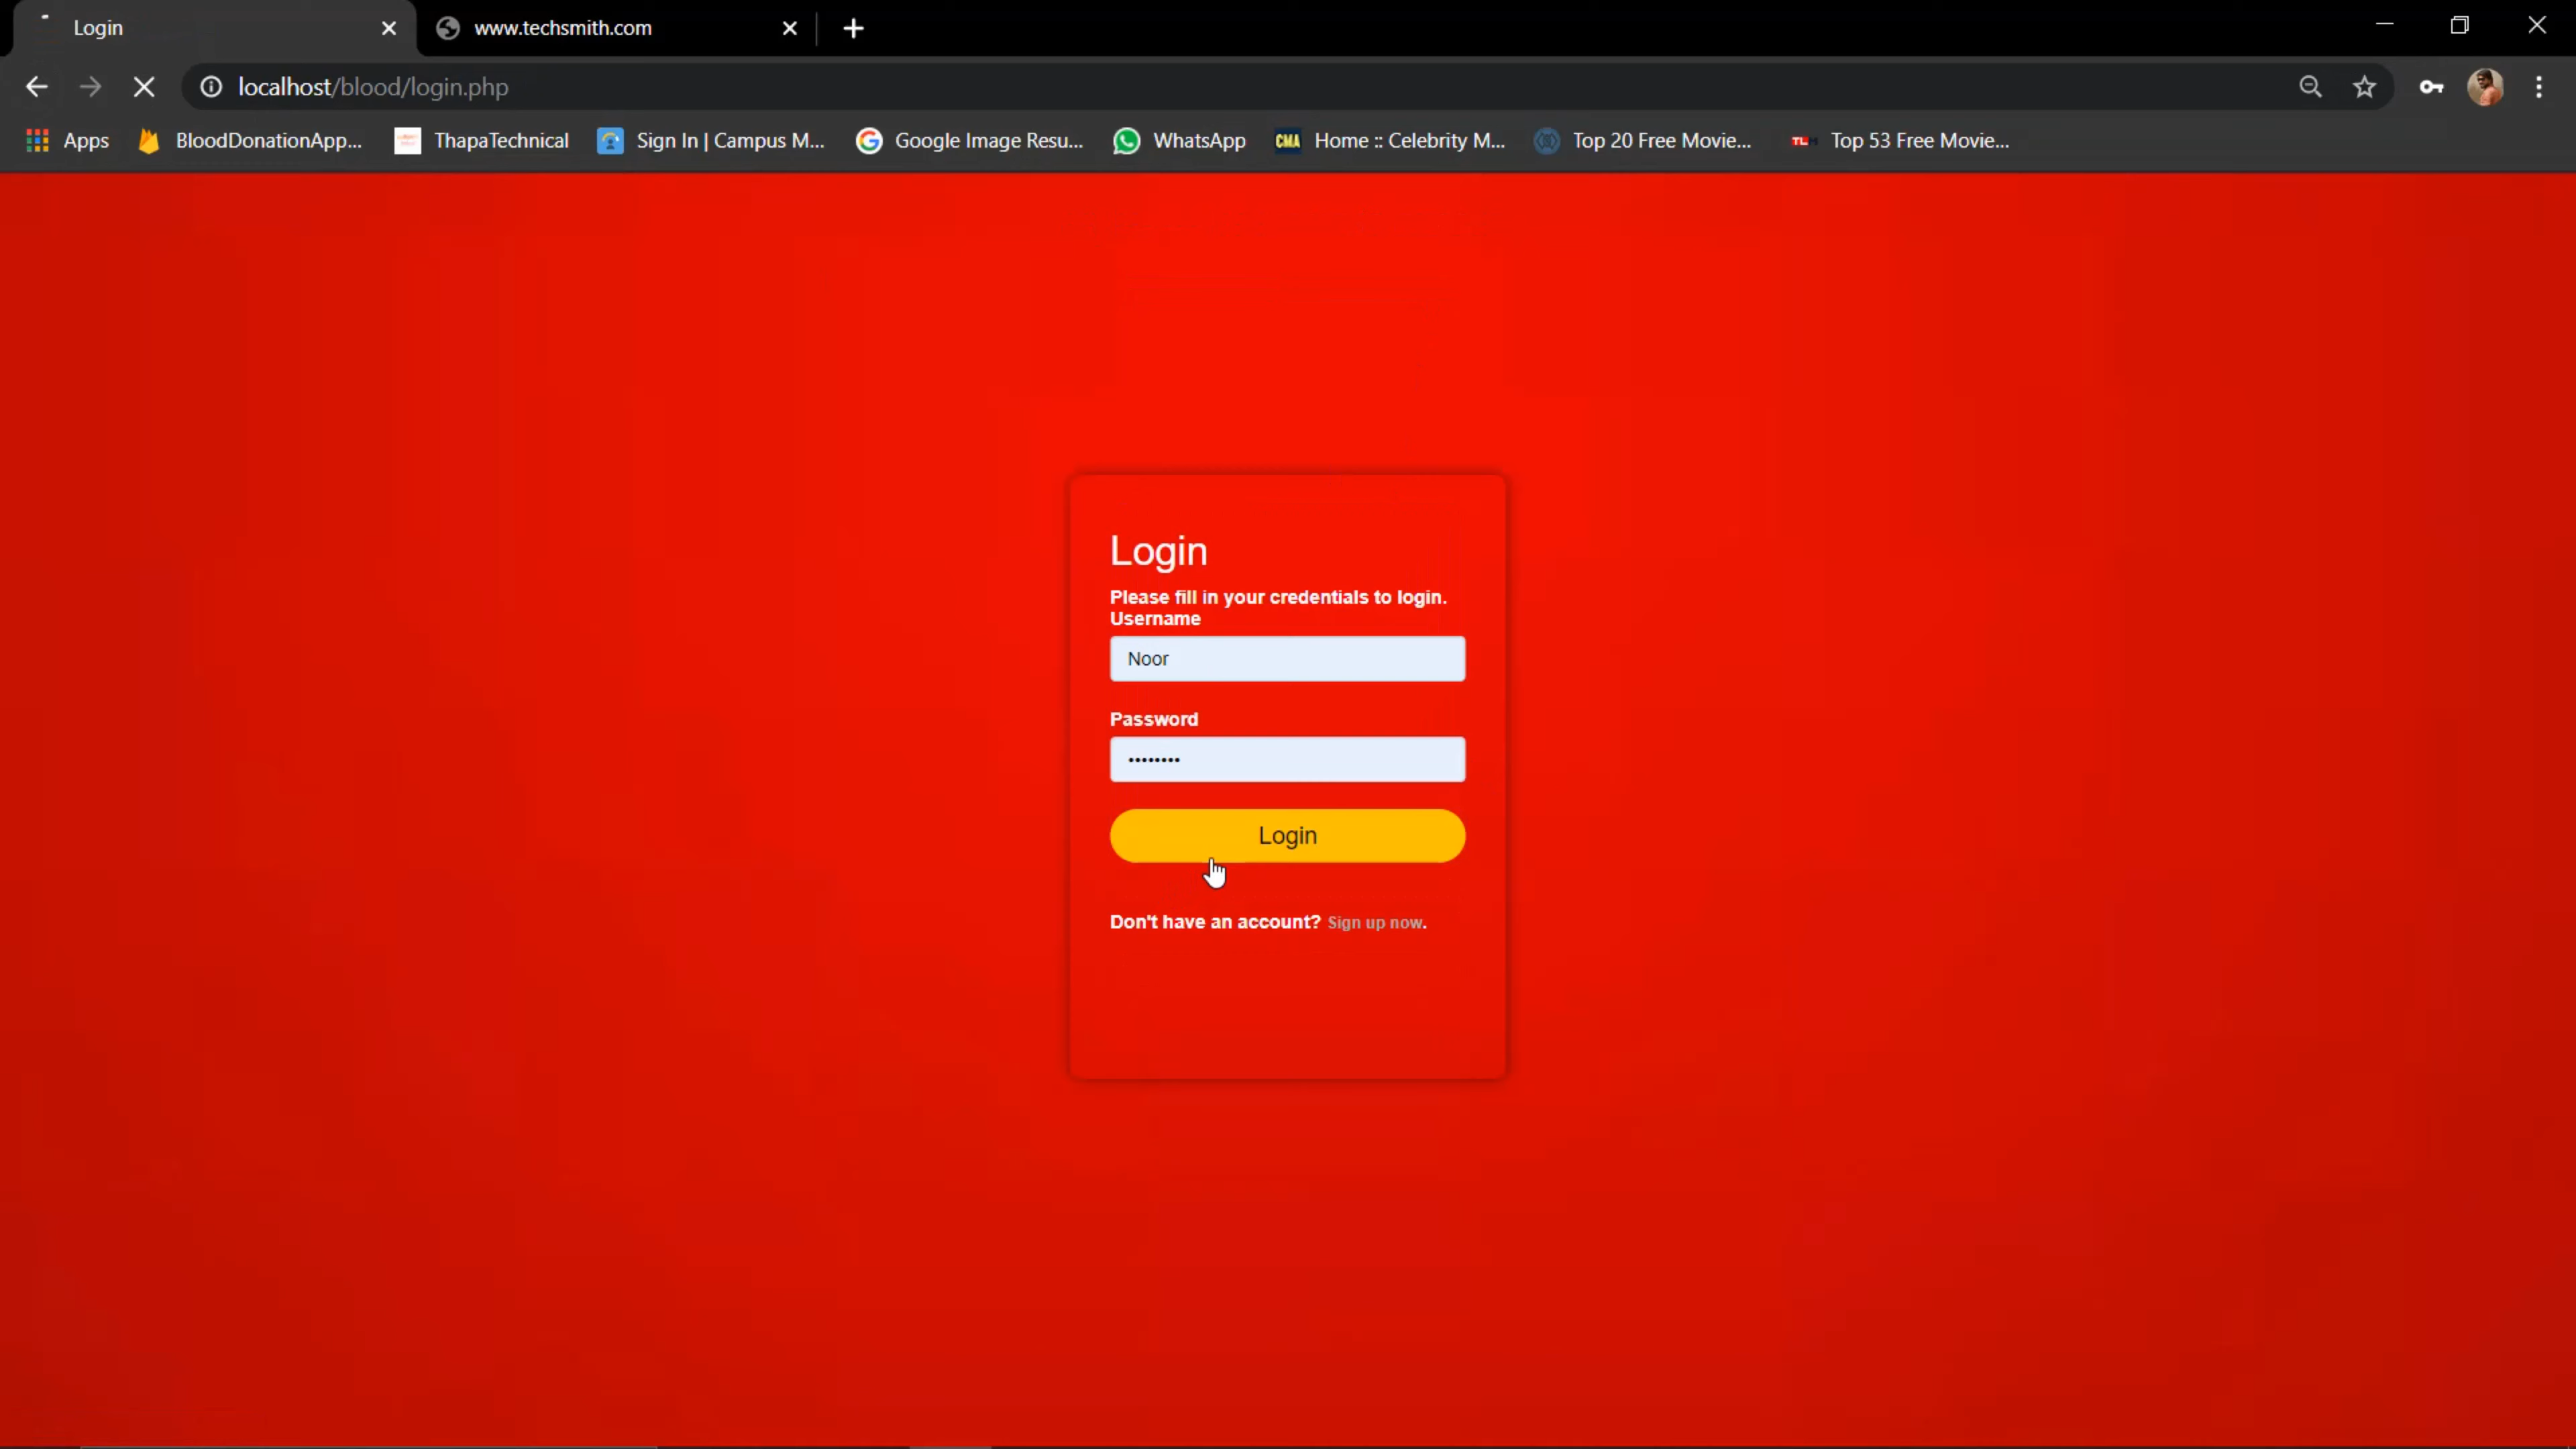 Login
www.techsmith.com
localhost/blood/login.php
Apps
BloodDonationApp...
ThapaTechnical
Sign In | Campus M...
Google Image Resu...
WhatsApp
CMA
Home :: Celebrity M...
Top 20 Free Movie...
Top 53 Free Movie...
Login
Please fill in your credentials to login.
Username
Noor
Password
••••••••
Login
Don't have an account? Sign up now.